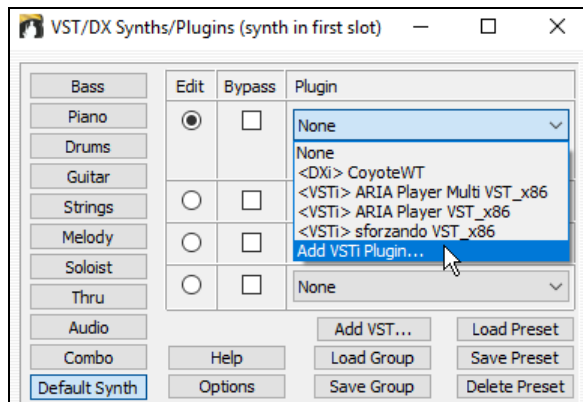 VST/DX Synths/Plugins (synth in first slot)
Bass
Piano
Drums
Guitar
Strings
Melody
Soloist
Thru
Audio
Combo
Default Synth
Edit Bypass Plugin
None
None
<DXi> CoyoteWT
<VSTi> ARIA Player Multi VST_x86
<VSTi> ARIA Player VST_x86
<VSTi> sforzando VST_x86
Add VSTi Plugin...
None
Add VST... Load Preset
Help Load Group Save Preset
Options Save Group Delete Preset